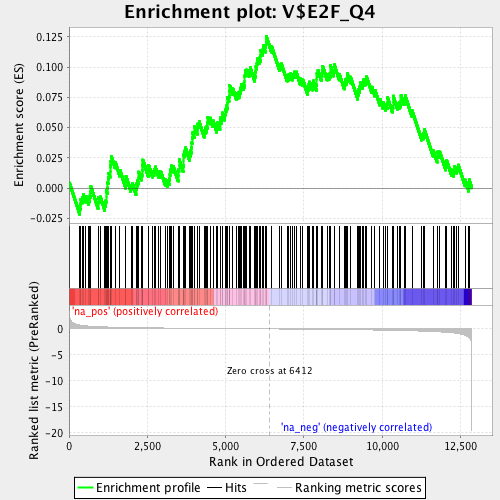 Enrichment plot: V$E2F_Q4
Enrichment score (ES)
0.125
0.100
0.075
0.050
0.025
0.000
-0.025
'na_pos' (positively correlated)
Ranked list metric (PreRanked)
0
-5
-10
-15
-20
Zero cross at 6412
'na_neg' (negatively correlated)
0
2,500
5,000
7,500
10,000
12,500
Rank in Ordered Dataset
Enrichment profile
Hits
Ranking metric scores